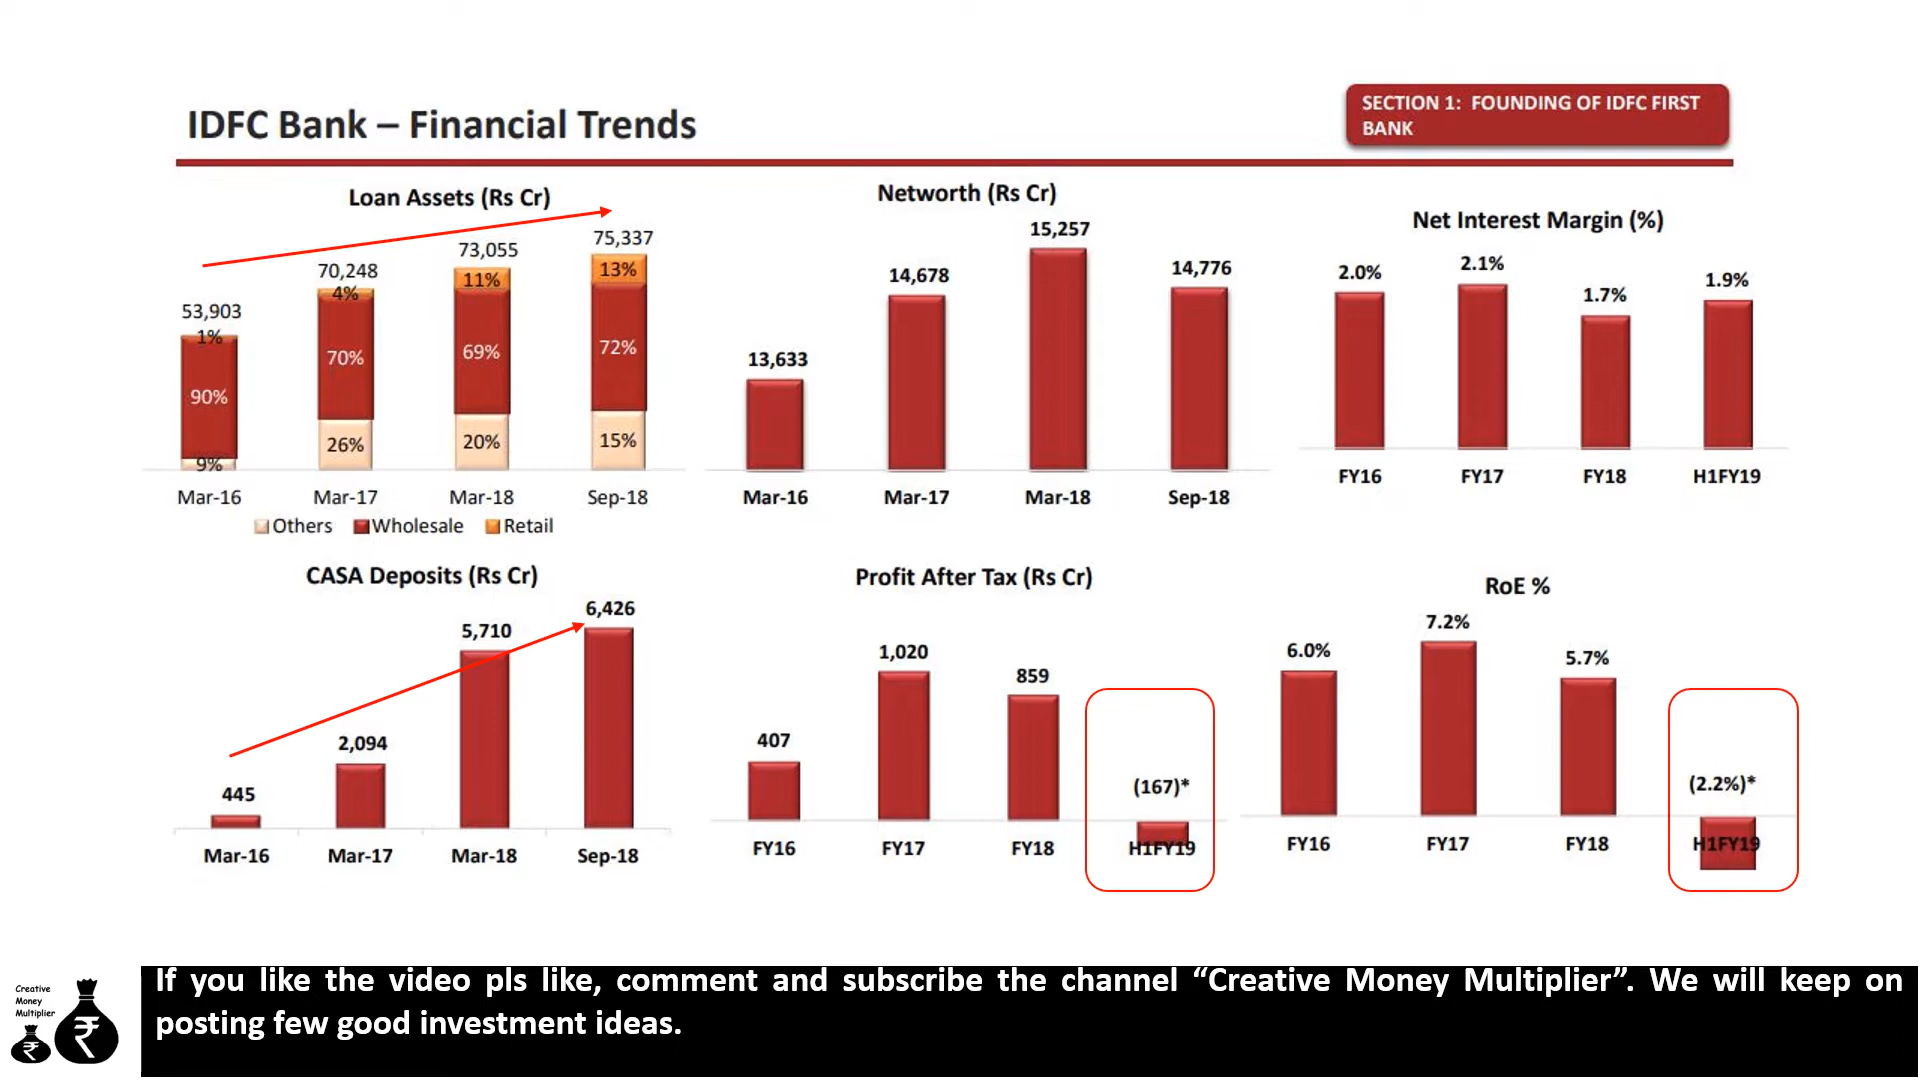 IDFC Bank – Financial Trends
SECTION 1: FOUNDING OF IDFC FIRST
BANK
Loan Assets (Rs Cr)
53,903
70,248
73,055
75,337
1%
4%
11%
13%
90%
70%
69%
72%
9%
26%
20%
15%
Mar-16
Mar-17
Mar-18
Sep-18
Others
Wholesale
Retail
Networth (Rs Cr)
13,633
14,678
15,257
14,776
Mar-16
Mar-17
Mar-18
Sep-18
Net Interest Margin (%)
2.0%
2.1%
1.7%
1.9%
FY16
FY17
FY18
H1FY19
CASA Deposits (Rs Cr)
445
2,094
5,710
6,426
Mar-16
Mar-17
Mar-18
Sep-18
Profit After Tax (Rs Cr)
407
1,020
859
(167)*
FY16
FY17
FY18
H1FY19
RoE %
6.0%
7.2%
5.7%
(2.2%)*
FY16
FY17
FY18
H1FY19
Creative
Money
Multiplier
₹
₹
If you like the video pls like, comment and subscribe the channel “Creative Money Multiplier”. We will keep on
posting few good investment ideas.